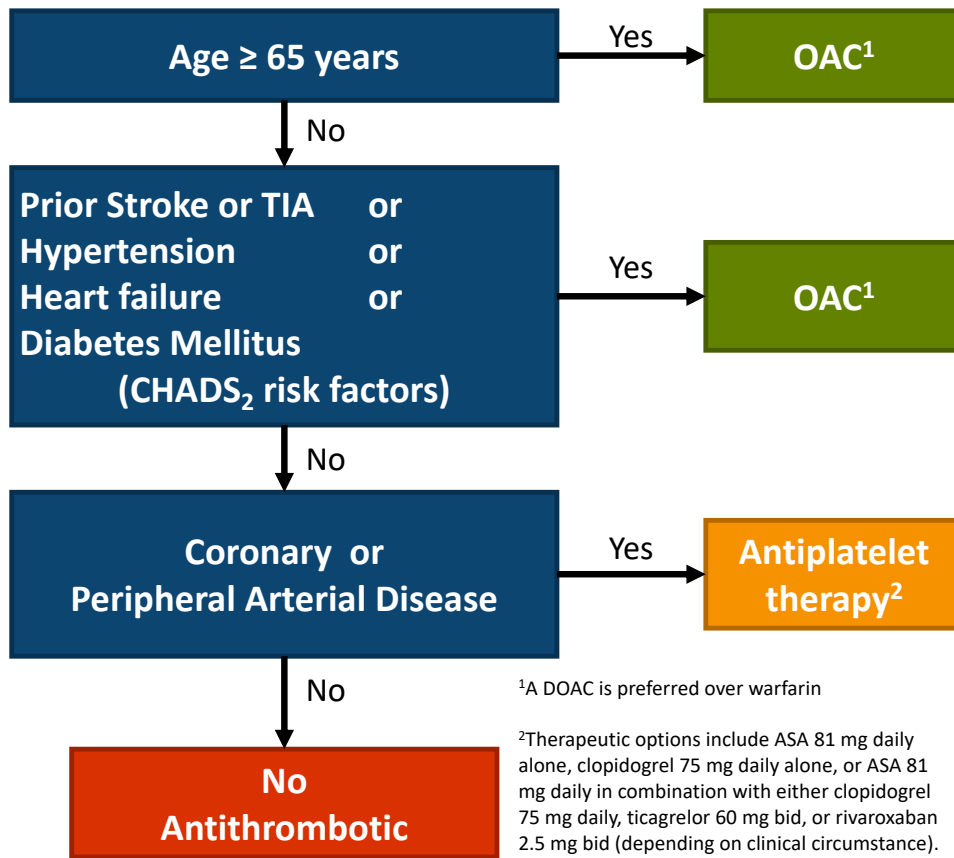 Age ≥ 65 years
Yes
OAC¹
No
Prior Stroke or TIA or
Hypertension or
Heart failure or
Diabetes Mellitus
(CHADS₂ risk factors)
Yes
OAC¹
No
Coronary or
Peripheral Arterial Disease
Yes
Antiplatelet
therapy²
No
No
Antithrombotic
¹A DOAC is preferred over warfarin
²Therapeutic options include ASA 81 mg daily
alone, clopidogrel 75 mg daily alone, or ASA 81
mg daily in combination with either clopidogrel
75 mg daily, ticagrelor 60 mg bid, or rivaroxaban
2.5 mg bid (depending on clinical circumstance).